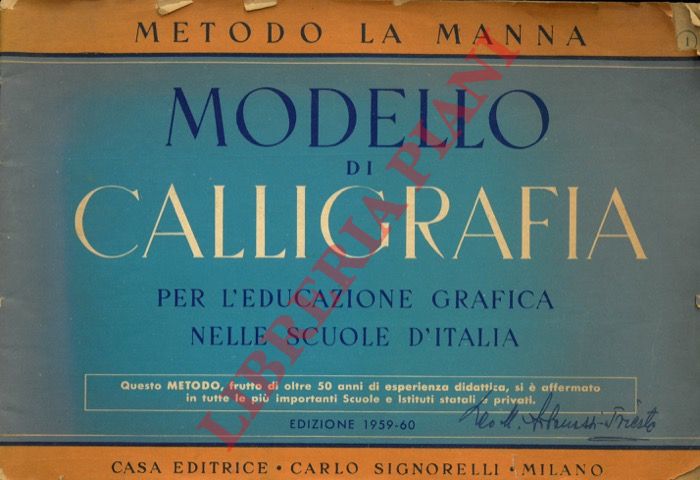 METODO LA MANNA
MODELLO
DI
CALLIGRAFIA
PER L'EDUCAZIONE GRAFICA
NELLE SCUOLE D'ITALIA
Questo METODO, frutto di oltre 50 anni di esperienza didattica, si è affermato
in tutte le più importanti Scuole e Istituti statali e privati.
EDIZIONE 1959-60
Trieste
CASA EDITRICE • CARLO SIGNORELLI • MILANO
LIBRERIA PIANI